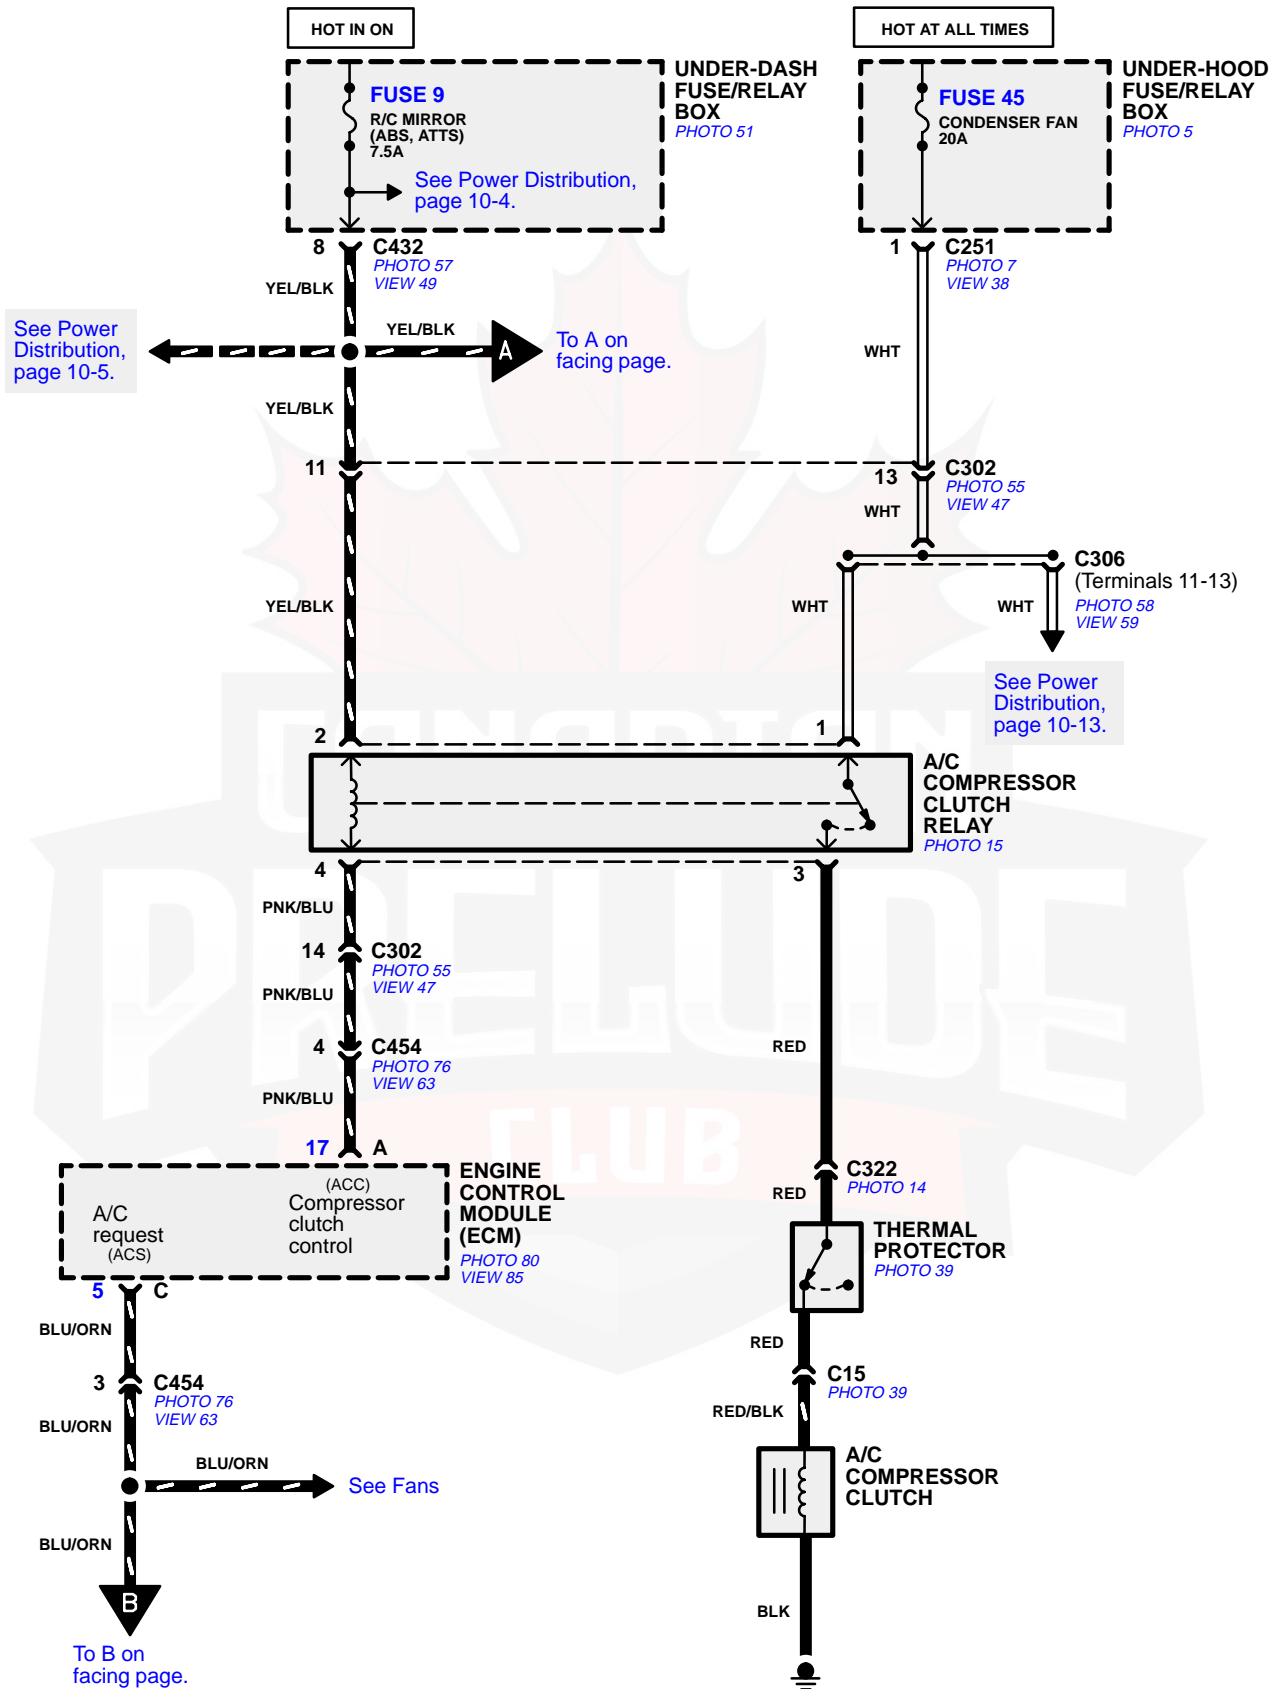 HOT IN ON
HOT AT ALL TIMES
UNDER-DASH
FUSE/RELAY
BOX
PHOTO 51
FUSE 9
R/C MIRROR
(ABS, ATTS)
7.5A
See Power Distribution,
page 10-4.
UNDER-HOOD
FUSE/RELAY
BOX
PHOTO 5
FUSE 45
CONDENSER FAN
20A
8
C432
PHOTO 57
VIEW 49
1
C251
PHOTO 7
VIEW 38
YEL/BLK
YEL/BLK
See Power
Distribution,
page 10-5.
A
To A on
facing page.
WHT
YEL/BLK
11
13
C302
PHOTO 55
VIEW 47
WHT
C306
(Terminals 11-13)
PHOTO 58
VIEW 59
YEL/BLK
WHT
WHT
See Power
Distribution,
page 10-13.
CANADIAN
PRELUDE
CLUB
2
1
A/C
COMPRESSOR
CLUTCH
RELAY
PHOTO 15
4
3
PNK/BLU
14
C302
PHOTO 55
VIEW 47
PNK/BLU
4
C454
PHOTO 76
VIEW 63
RED
PNK/BLU
17
A
C322
PHOTO 14
RED
ENGINE
CONTROL
MODULE
(ECM)
PHOTO 80
VIEW 85
(ACC)
Compressor
clutch
control
A/C
request
(ACS)
THERMAL
PROTECTOR
PHOTO 39
5
C
BLU/ORN
RED
3
C454
PHOTO 76
VIEW 63
C15
PHOTO 39
BLU/ORN
RED/BLK
BLU/ORN
See Fans
A/C
COMPRESSOR
CLUTCH
BLU/ORN
B
To B on
facing page.
BLK